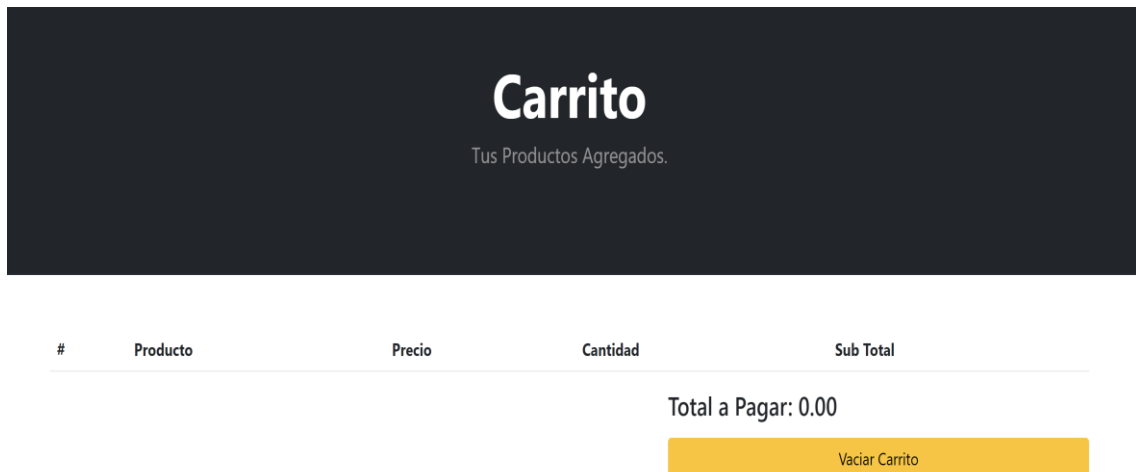 Carrito
Tus Productos Agregados.
# Producto Precio Cantidad Sub Total
Total a Pagar: 0.00
Vaciar Carrito